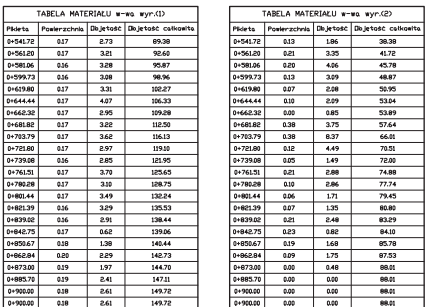 TABELA MATERIAŁU w-wa wyr.(1)
Pikieta Powierzchnia Objętość Objętość całkowita
0+541.72 0.17 2.73 89.38
0+561.20 0.17 3.21 92.60
0+581.06 0.16 3.28 95.87
0+599.73 0.16 3.08 98.96
0+619.80 0.17 3.31 102.27
0+644.44 0.17 4.07 106.33
0+662.32 0.17 2.95 109.28
0+681.82 0.17 3.22 112.50
0+703.79 0.17 3.62 116.13
0+721.80 0.17 2.97 119.10
0+739.08 0.16 2.85 121.95
0+761.51 0.17 3.70 125.65
0+780.28 0.17 3.10 128.75
0+801.44 0.17 3.49 132.24
0+821.39 0.16 3.29 135.53
0+839.02 0.16 2.91 138.44
0+842.75 0.17 0.62 139.06
0+850.67 0.18 1.38 140.44
0+862.84 0.20 2.29 142.73
0+873.00 0.19 1.97 144.70
0+885.70 0.19 2.41 147.11
0+900.00 0.18 2.61 149.72
0+900.00 0.18 2.61 149.72
TABELA MATERIAŁU w-wa wyr.(2)
Pikieta Powierzchnia Objętość Objętość całkowita
0+541.72 0.13 1.86 38.38
0+561.20 0.21 3.35 41.72
0+581.06 0.20 4.06 45.78
0+599.73 0.13 3.09 48.87
0+619.80 0.07 2.08 50.95
0+644.44 0.10 2.09 53.04
0+662.32 0.00 0.85 53.89
0+681.82 0.38 3.75 57.64
0+703.79 0.38 8.37 66.01
0+721.80 0.12 4.49 70.51
0+739.08 0.05 1.49 72.00
0+761.51 0.21 2.88 74.88
0+780.28 0.10 2.86 77.74
0+801.44 0.06 1.71 79.45
0+821.39 0.07 1.35 80.80
0+839.02 0.21 2.48 83.29
0+842.75 0.23 0.82 84.10
0+850.67 0.19 1.68 85.78
0+862.84 0.09 1.75 87.53
0+873.00 0.00 0.48 88.01
0+885.70 0.00 0.00 88.01
0+900.00 0.00 0.00 88.01
0+900.00 0.00 0.00 88.01